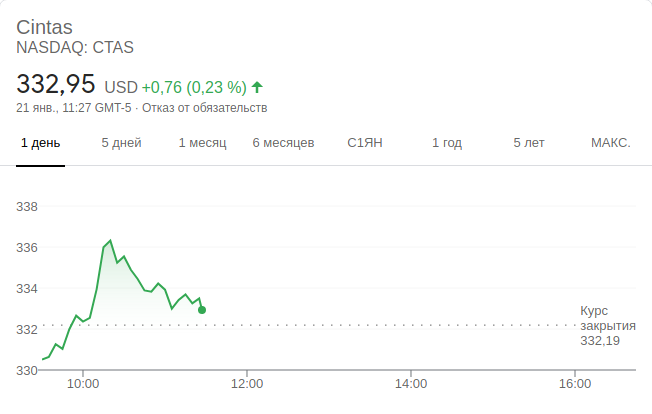 Cintas
NASDAQ: CTAS
332,95 USD +0,76 (0,23 %)
21 янв., 11:27 GMT-5 · Отказ от обязательств
1 день 5 дней 1 месяц 6 месяцев С1ЯН 1 год 5 лет МАКС.
338
336
334
332
330
Курс
закрытия
332,19
10:00 12:00 14:00 16:00